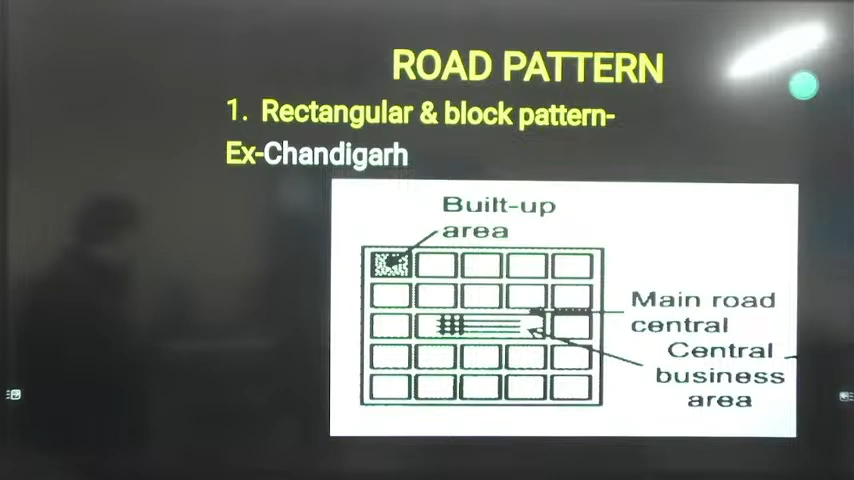 ROAD PATTERN
1. Rectangular & block pattern-
Ex-Chandigarh
Built-up
area
Main road
central
Central
business
area